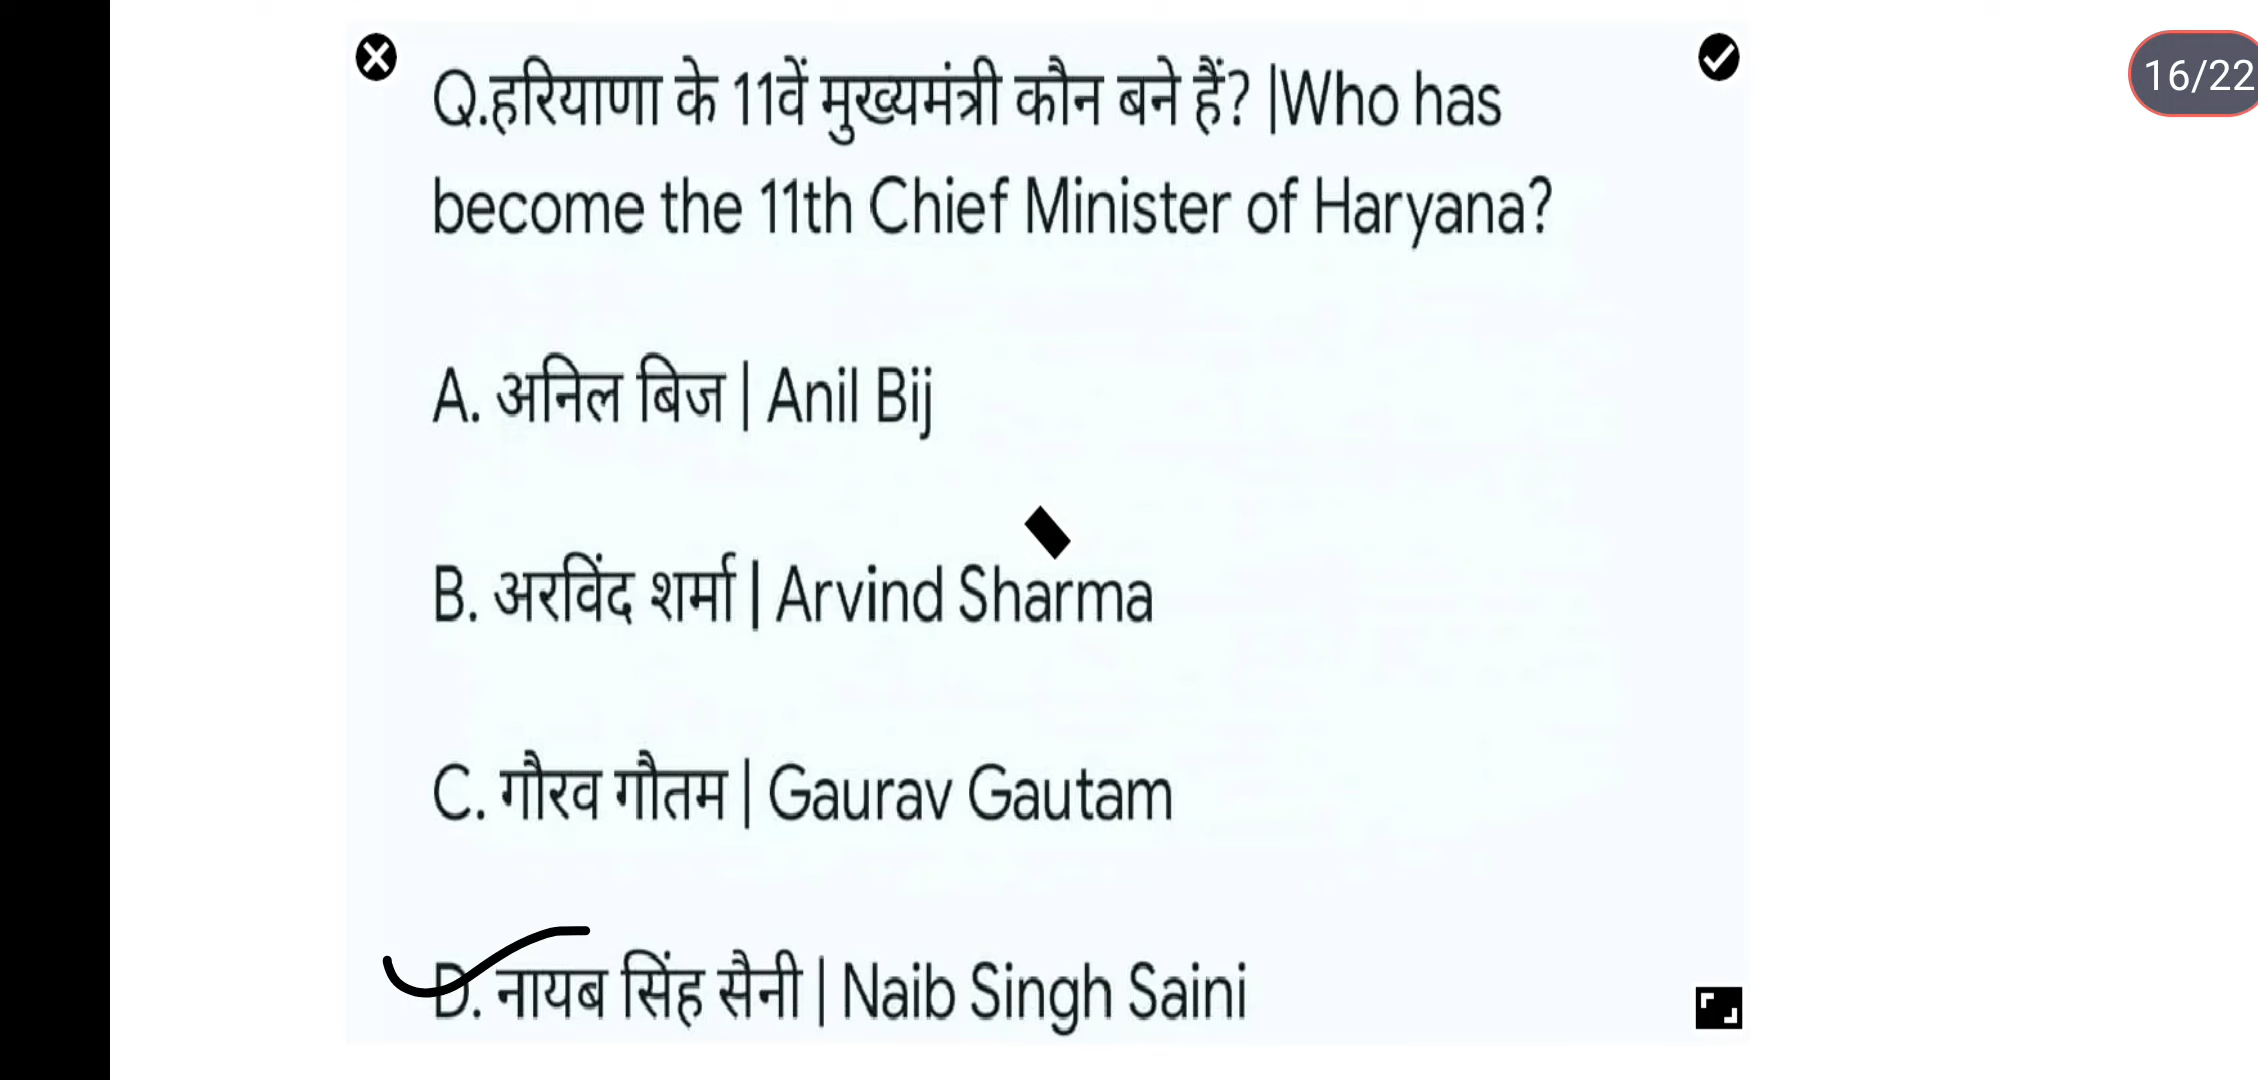 16/22
Q.हरियाणा के 11वें मुख्यमंत्री कौन बने हैं? |Who has
become the 11th Chief Minister of Haryana?
A. अनिल बिज | Anil Bij
B. अरविंद शर्मा | Arvind Sharma
C. गौरव गौतम | Gaurav Gautam
D. नायब सिंह सैनी | Naib Singh Saini